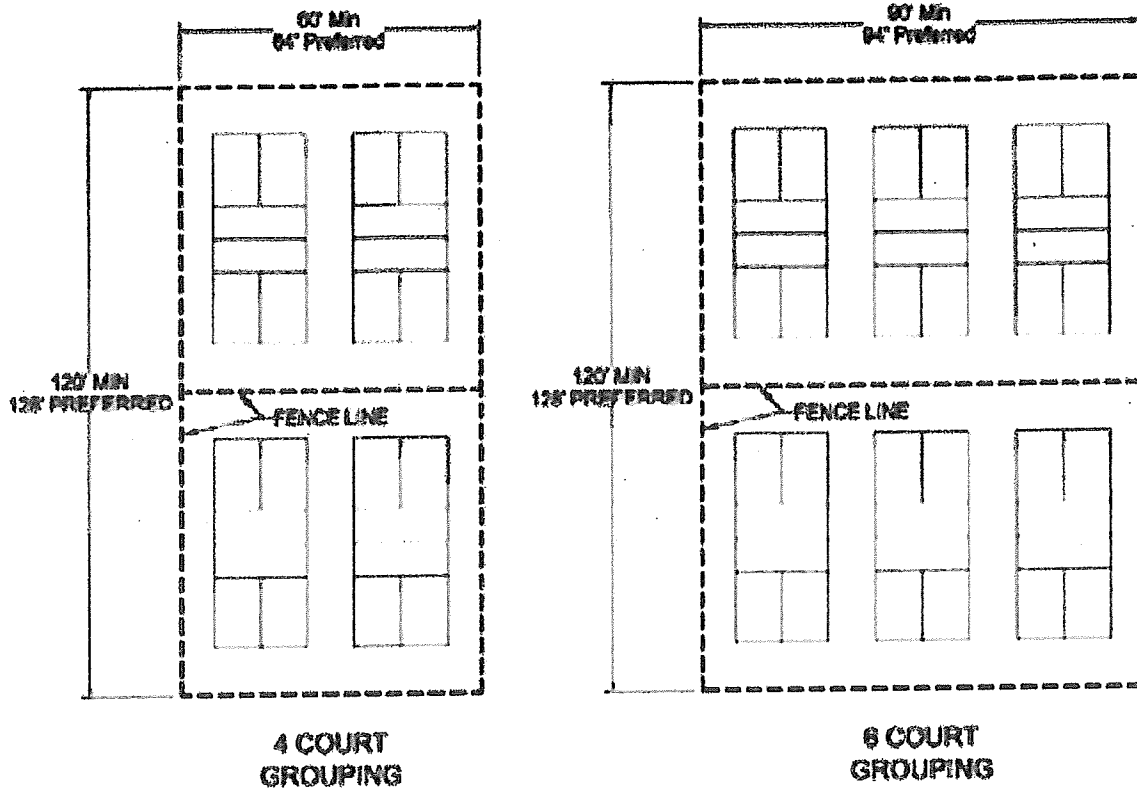 60' Min
64' Preferred
120' MIN
128' PREFERRED
FENCE LINE
4 COURT
GROUPING
90' Min
94' Preferred
120' MIN
128' PREFERRED
FENCE LINE
6 COURT
GROUPING